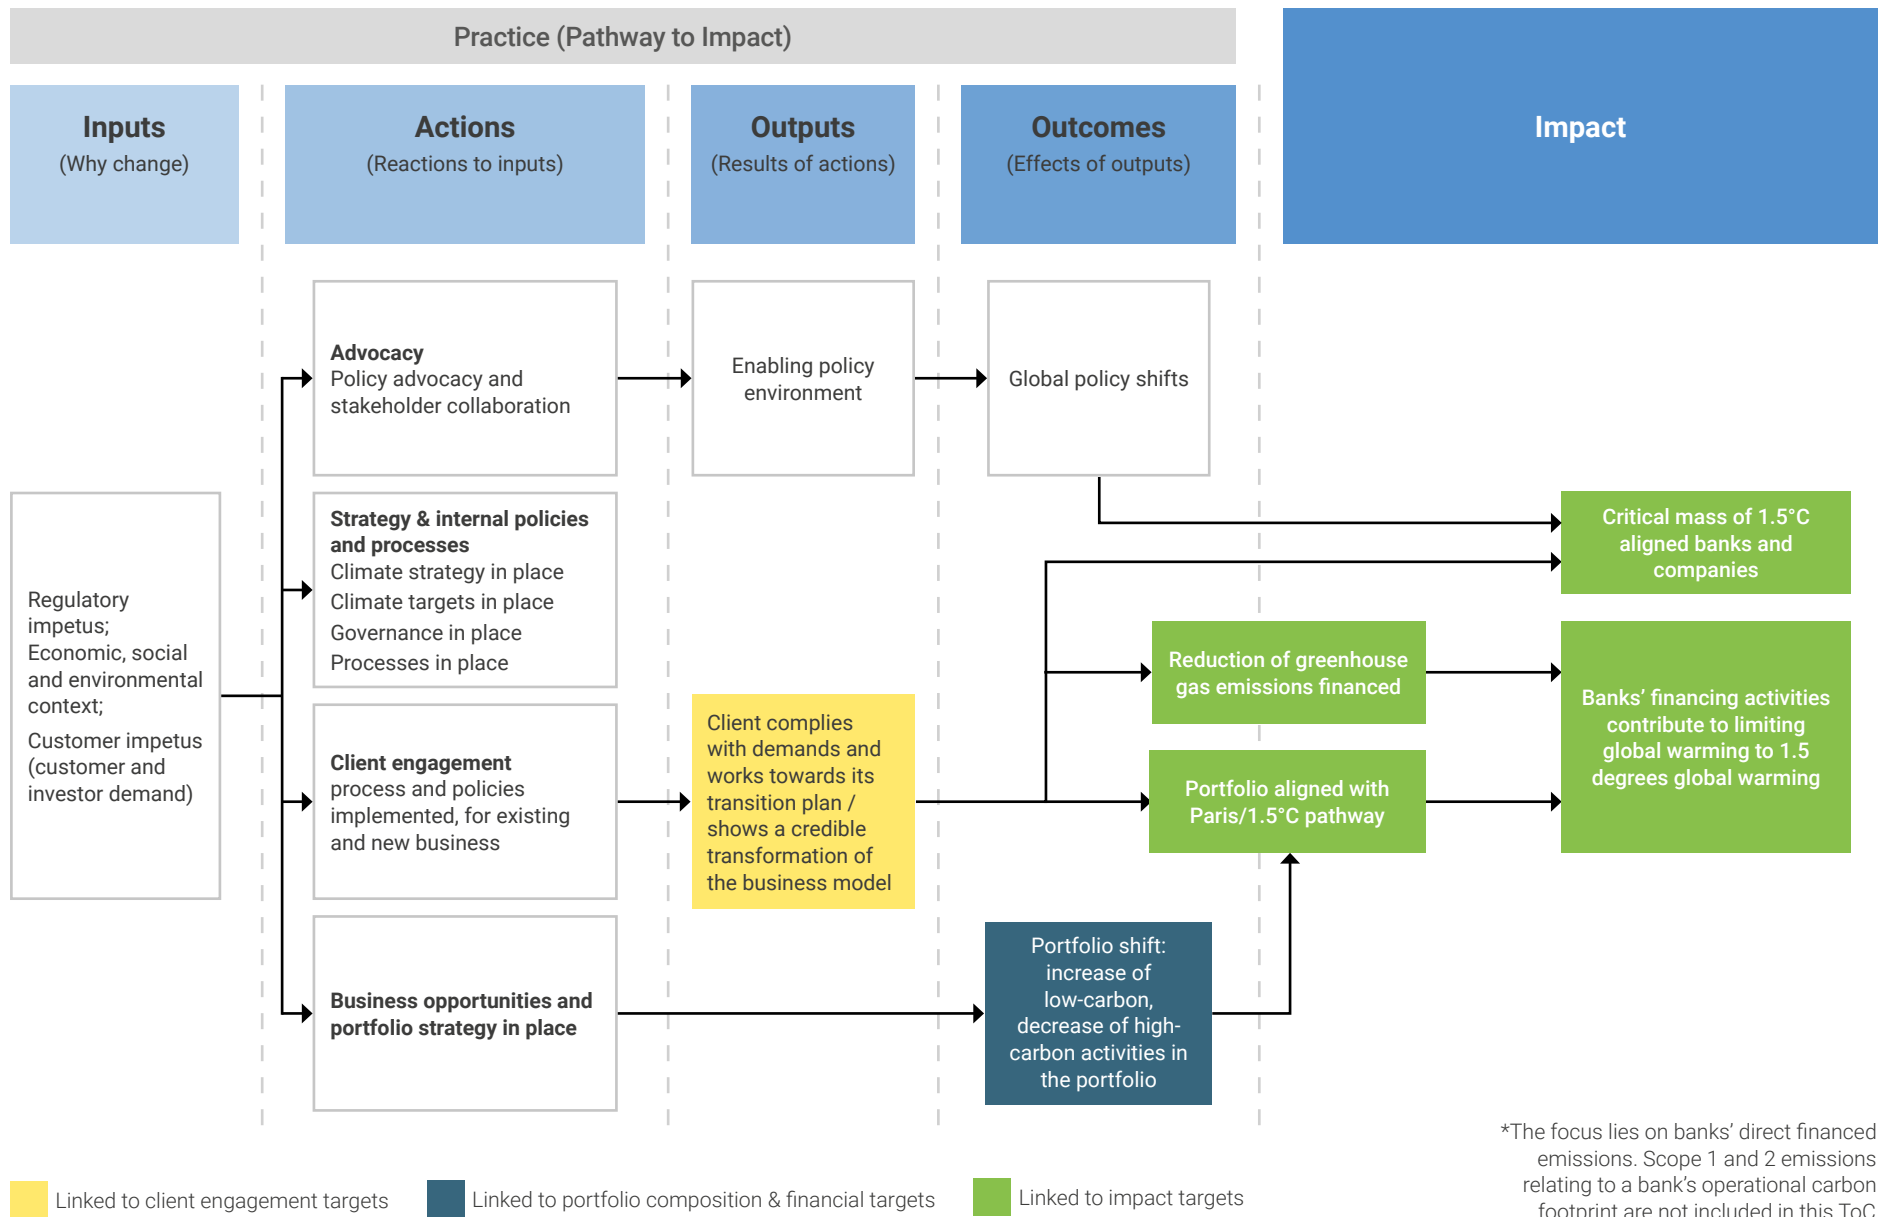 Practice (Pathway to Impact)
Impact
Inputs
(Why change)
Actions
(Reactions to inputs)
Outputs
(Results of actions)
Outcomes
(Effects of outputs)
Regulatory
impetus;
Economic, social
and environmental
context;
Customer impetus
(customer and
investor demand)
Advocacy
Policy advocacy and
stakeholder collaboration
Enabling policy
environment
Global policy shifts
Strategy & internal policies
and processes
Climate strategy in place
Climate targets in place
Governance in place
Processes in place
Client engagement
process and policies
implemented, for existing
and new business
Client complies
with demands and
works towards its
transition plan /
shows a credible
transformation of
the business model
Business opportunities and
portfolio strategy in place
Portfolio shift:
increase of
low-carbon,
decrease of high-
carbon activities in
the portfolio
Critical mass of 1.5°C
aligned banks and
companies
Reduction of greenhouse
gas emissions financed
Portfolio aligned with
Paris/1.5°C pathway
Banks’ financing activities
contribute to limiting
global warming to 1.5
degrees global warming
Linked to client engagement targets
Linked to portfolio composition & financial targets
Linked to impact targets
*The focus lies on banks’ direct financed
emissions. Scope 1 and 2 emissions
relating to a bank’s operational carbon
footprint are not included in this ToC